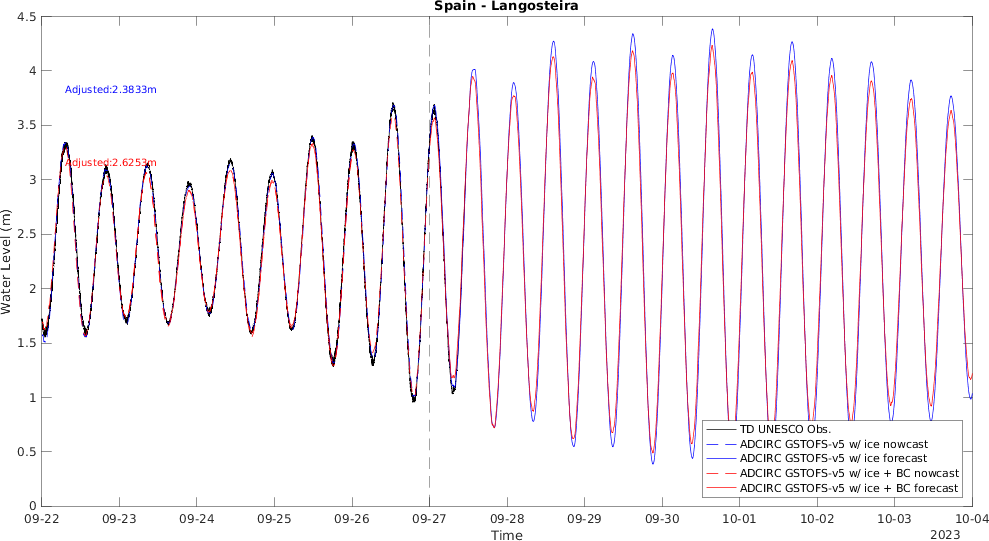 Spain - Langosteira
4.5
4
3.5
3
2.5
2
1.5
1
0.5
0
Water Level (m)
Adjusted:2.3833m
Adjusted:2.6253m
TD UNESCO Obs.
ADCIRC GSTOFS-v5 w/ ice nowcast
ADCIRC GSTOFS-v5 w/ ice forecast
ADCIRC GSTOFS-v5 w/ ice + BC nowcast
ADCIRC GSTOFS-v5 w/ ice + BC forecast
09-22 09-23 09-24 09-25 09-26 09-27 09-28 09-29 09-30 10-01 10-02 10-03 10-04
Time
2023